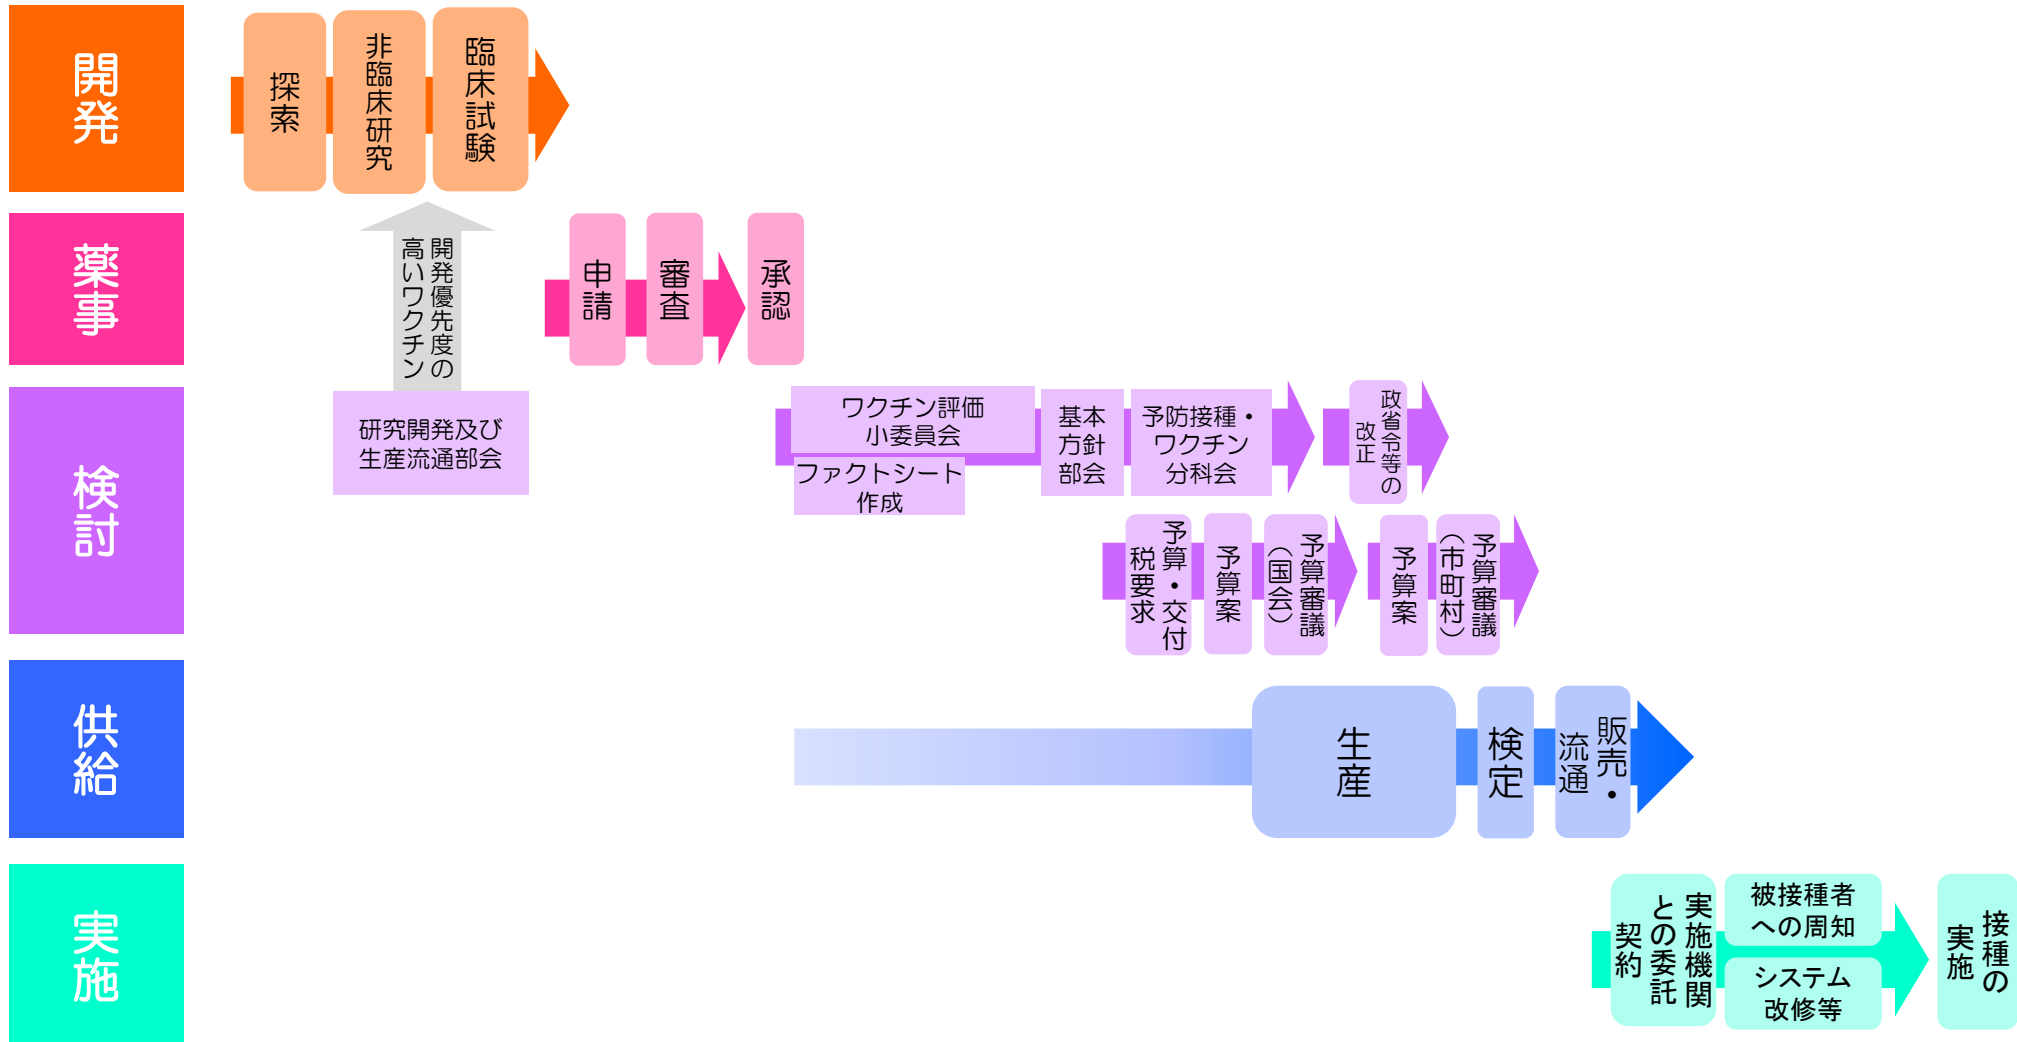 開発
探索
非臨床研究
臨床試験
薬事
開発優先度の
高いワクチン
申請
審査
承認
検討
研究開発及び
生産流通部会
ワクチン評価
小委員会
ファクトシート
作成
基本
方針
部会
予防接種・
ワクチン
分科会
政省令等の
改正
予算・交付
税要求
予算案
予算審議
（国会）
予算案
予算審議
（市町村）
供給
生産
検定
販売・
流通
実施
実施機関
との委託
契約
被接種者
への周知
システム
改修等
接種の
実施